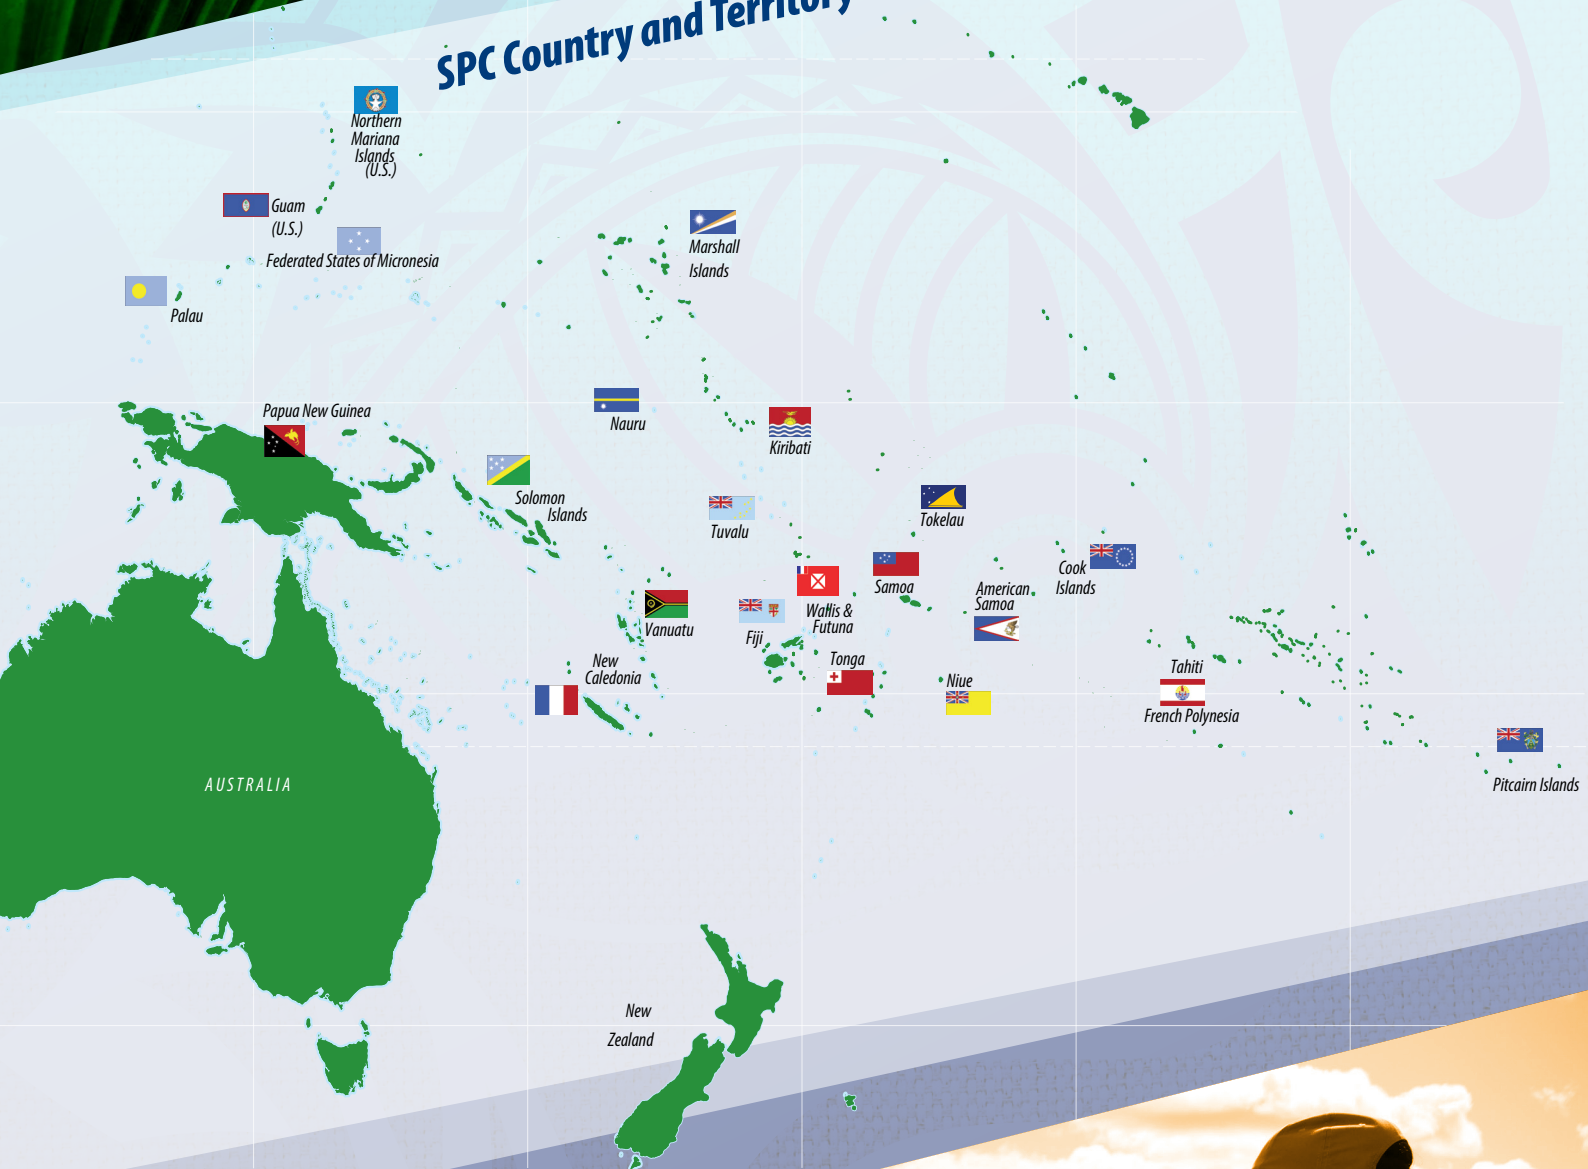 SPC Country and Territory
Northern
Mariana
Islands
(U.S.)
Guam
(U.S.)
Federated States of Micronesia
Marshall
Islands
Palau
Papua New Guinea
Nauru
Kiribati
Solomon
Islands
Tuvalu
Tokelau
Cook
Islands
Samoa
American
Samoa
Vanuatu
Wallis &
Futuna
Fiji
New
Caledonia
Tonga
Niue
Tahiti
French Polynesia
Pitcairn Islands
AUSTRALIA
New
Zealand